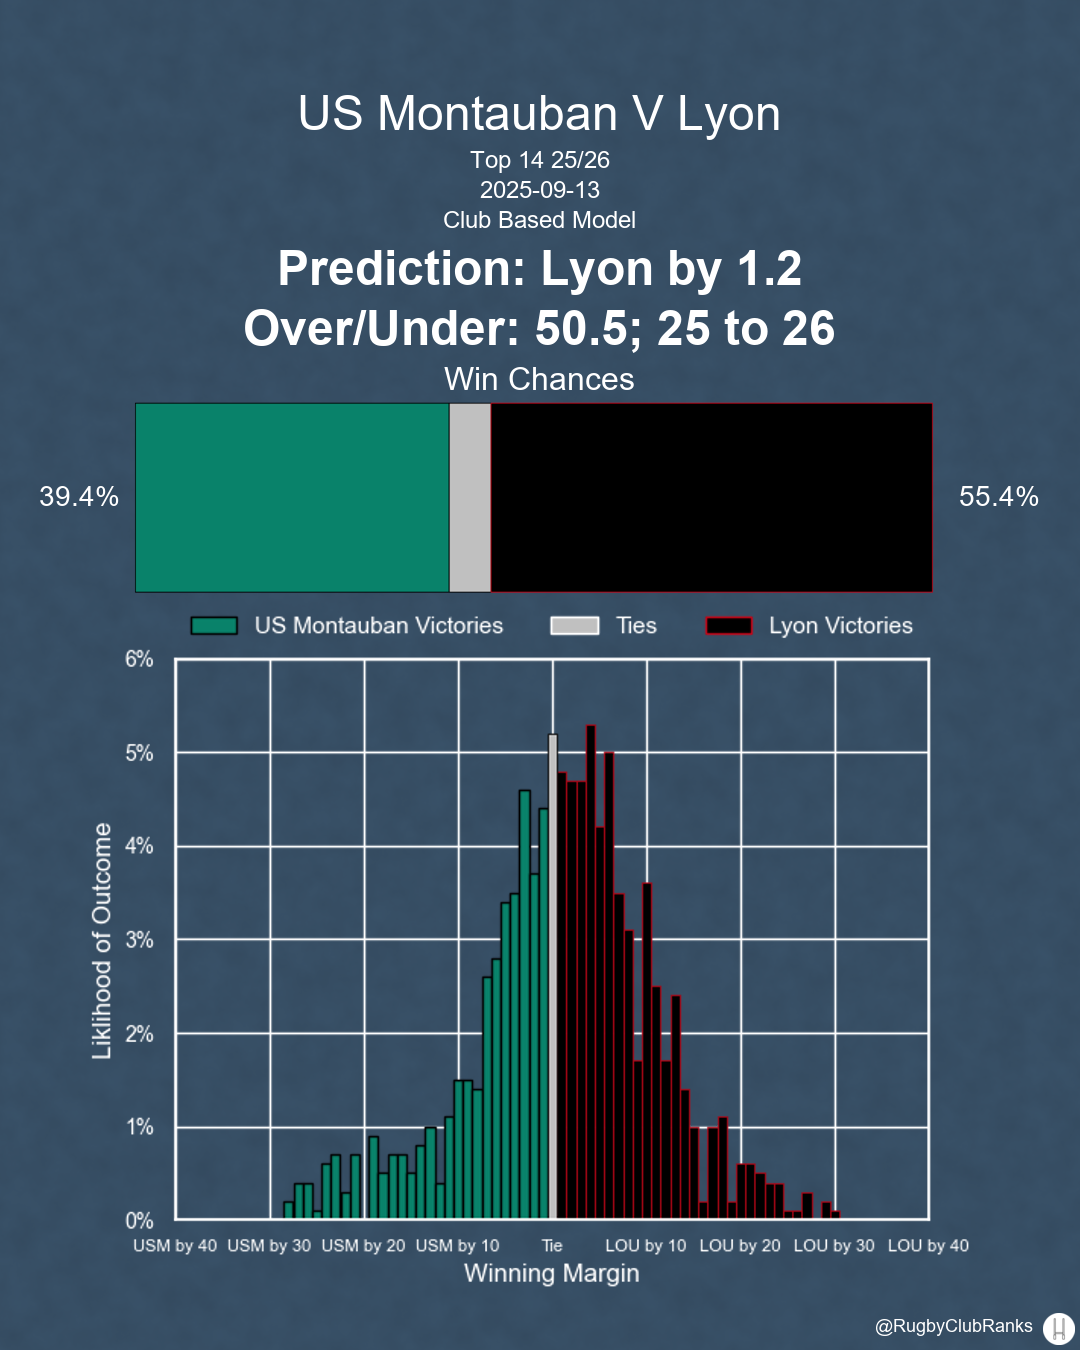 US Montauban V Lyon
Top 14 25/26
2025-09-13
Club Based Model
Prediction: Lyon by 1.2
Over/Under: 50.5; 25 to 26
Win Chances
39.4%
55.4%
US Montauban Victories
Ties
Lyon Victories
6%
5%
4%
3%
2%
1%
0%
Liklihood of Outcome
USM by 40 USM by 30 USM by 20 USM by 10 Tie LOU by 10 LOU by 20 LOU by 30 LOU by 40
Winning Margin
@RugbyClubRanks